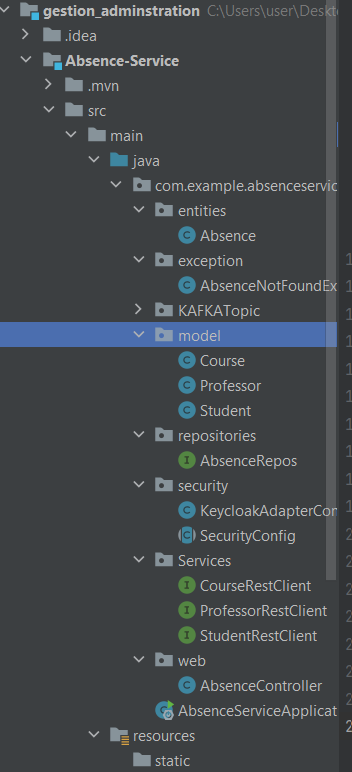 gestion_adminstration C:\Users\user\Deskto
.idea
Absence-Service
.mvn
src
main
java
com.example.absenceservic
entities
Absence
exception
AbsenceNotFoundEx
KAFKATopic
model
Course
Professor
Student
repositories
AbsenceRepos
security
KeycloakAdapterCon
SecurityConfig
Services
CourseRestClient
ProfessorRestClient
StudentRestClient
web
AbsenceController
AbsenceServiceApplicat
resources
static